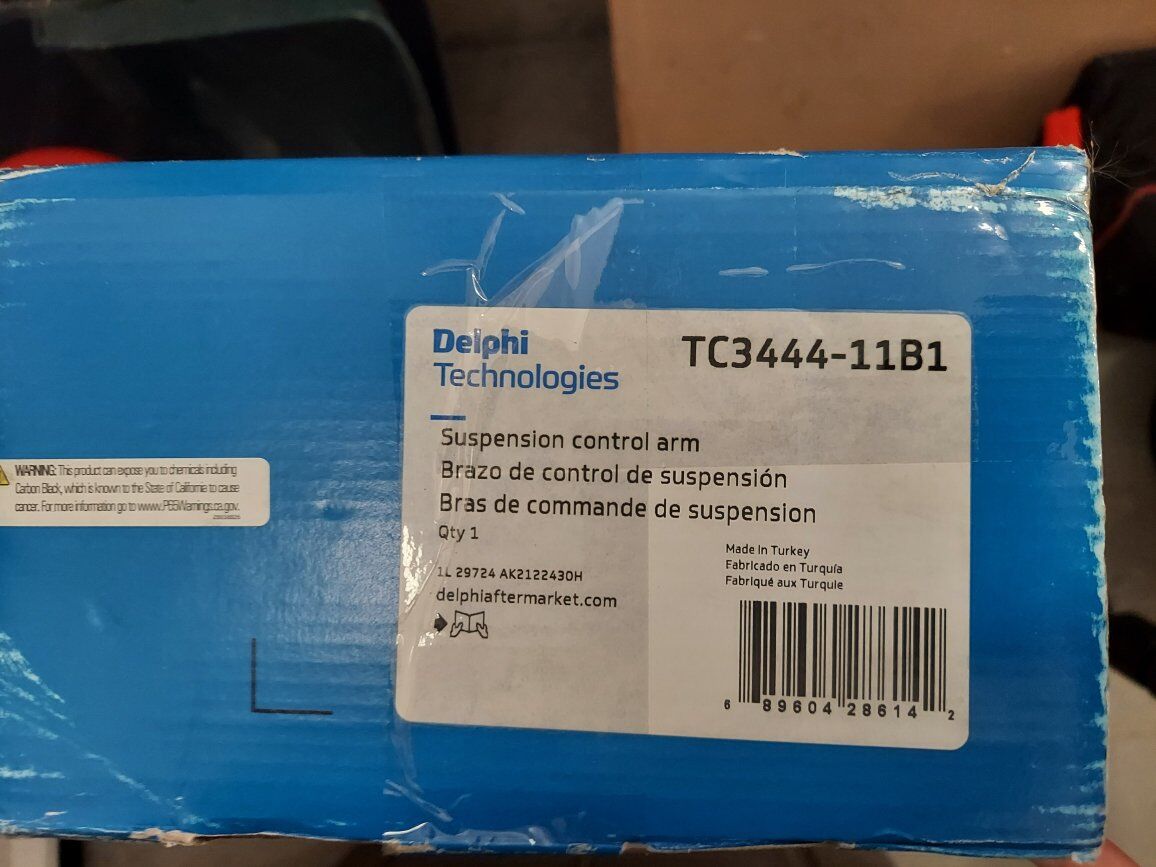 Delphi
Technologies
TC3444-11B1
Suspension control arm
Brazo de control de suspensión
Bras de commande de suspension
Qty 1
Made in Turkey
Fabricado en Turquía
Fabriqué aux Turquie
1L 29724 AK2122430H
delphiaftermarket.com
6 89604 28614 2
WARNING: This product can expose you to chemicals including
Carbon Black, which is known to the State of California to cause
cancer. For more information go to www.P65Warnings.ca.gov.